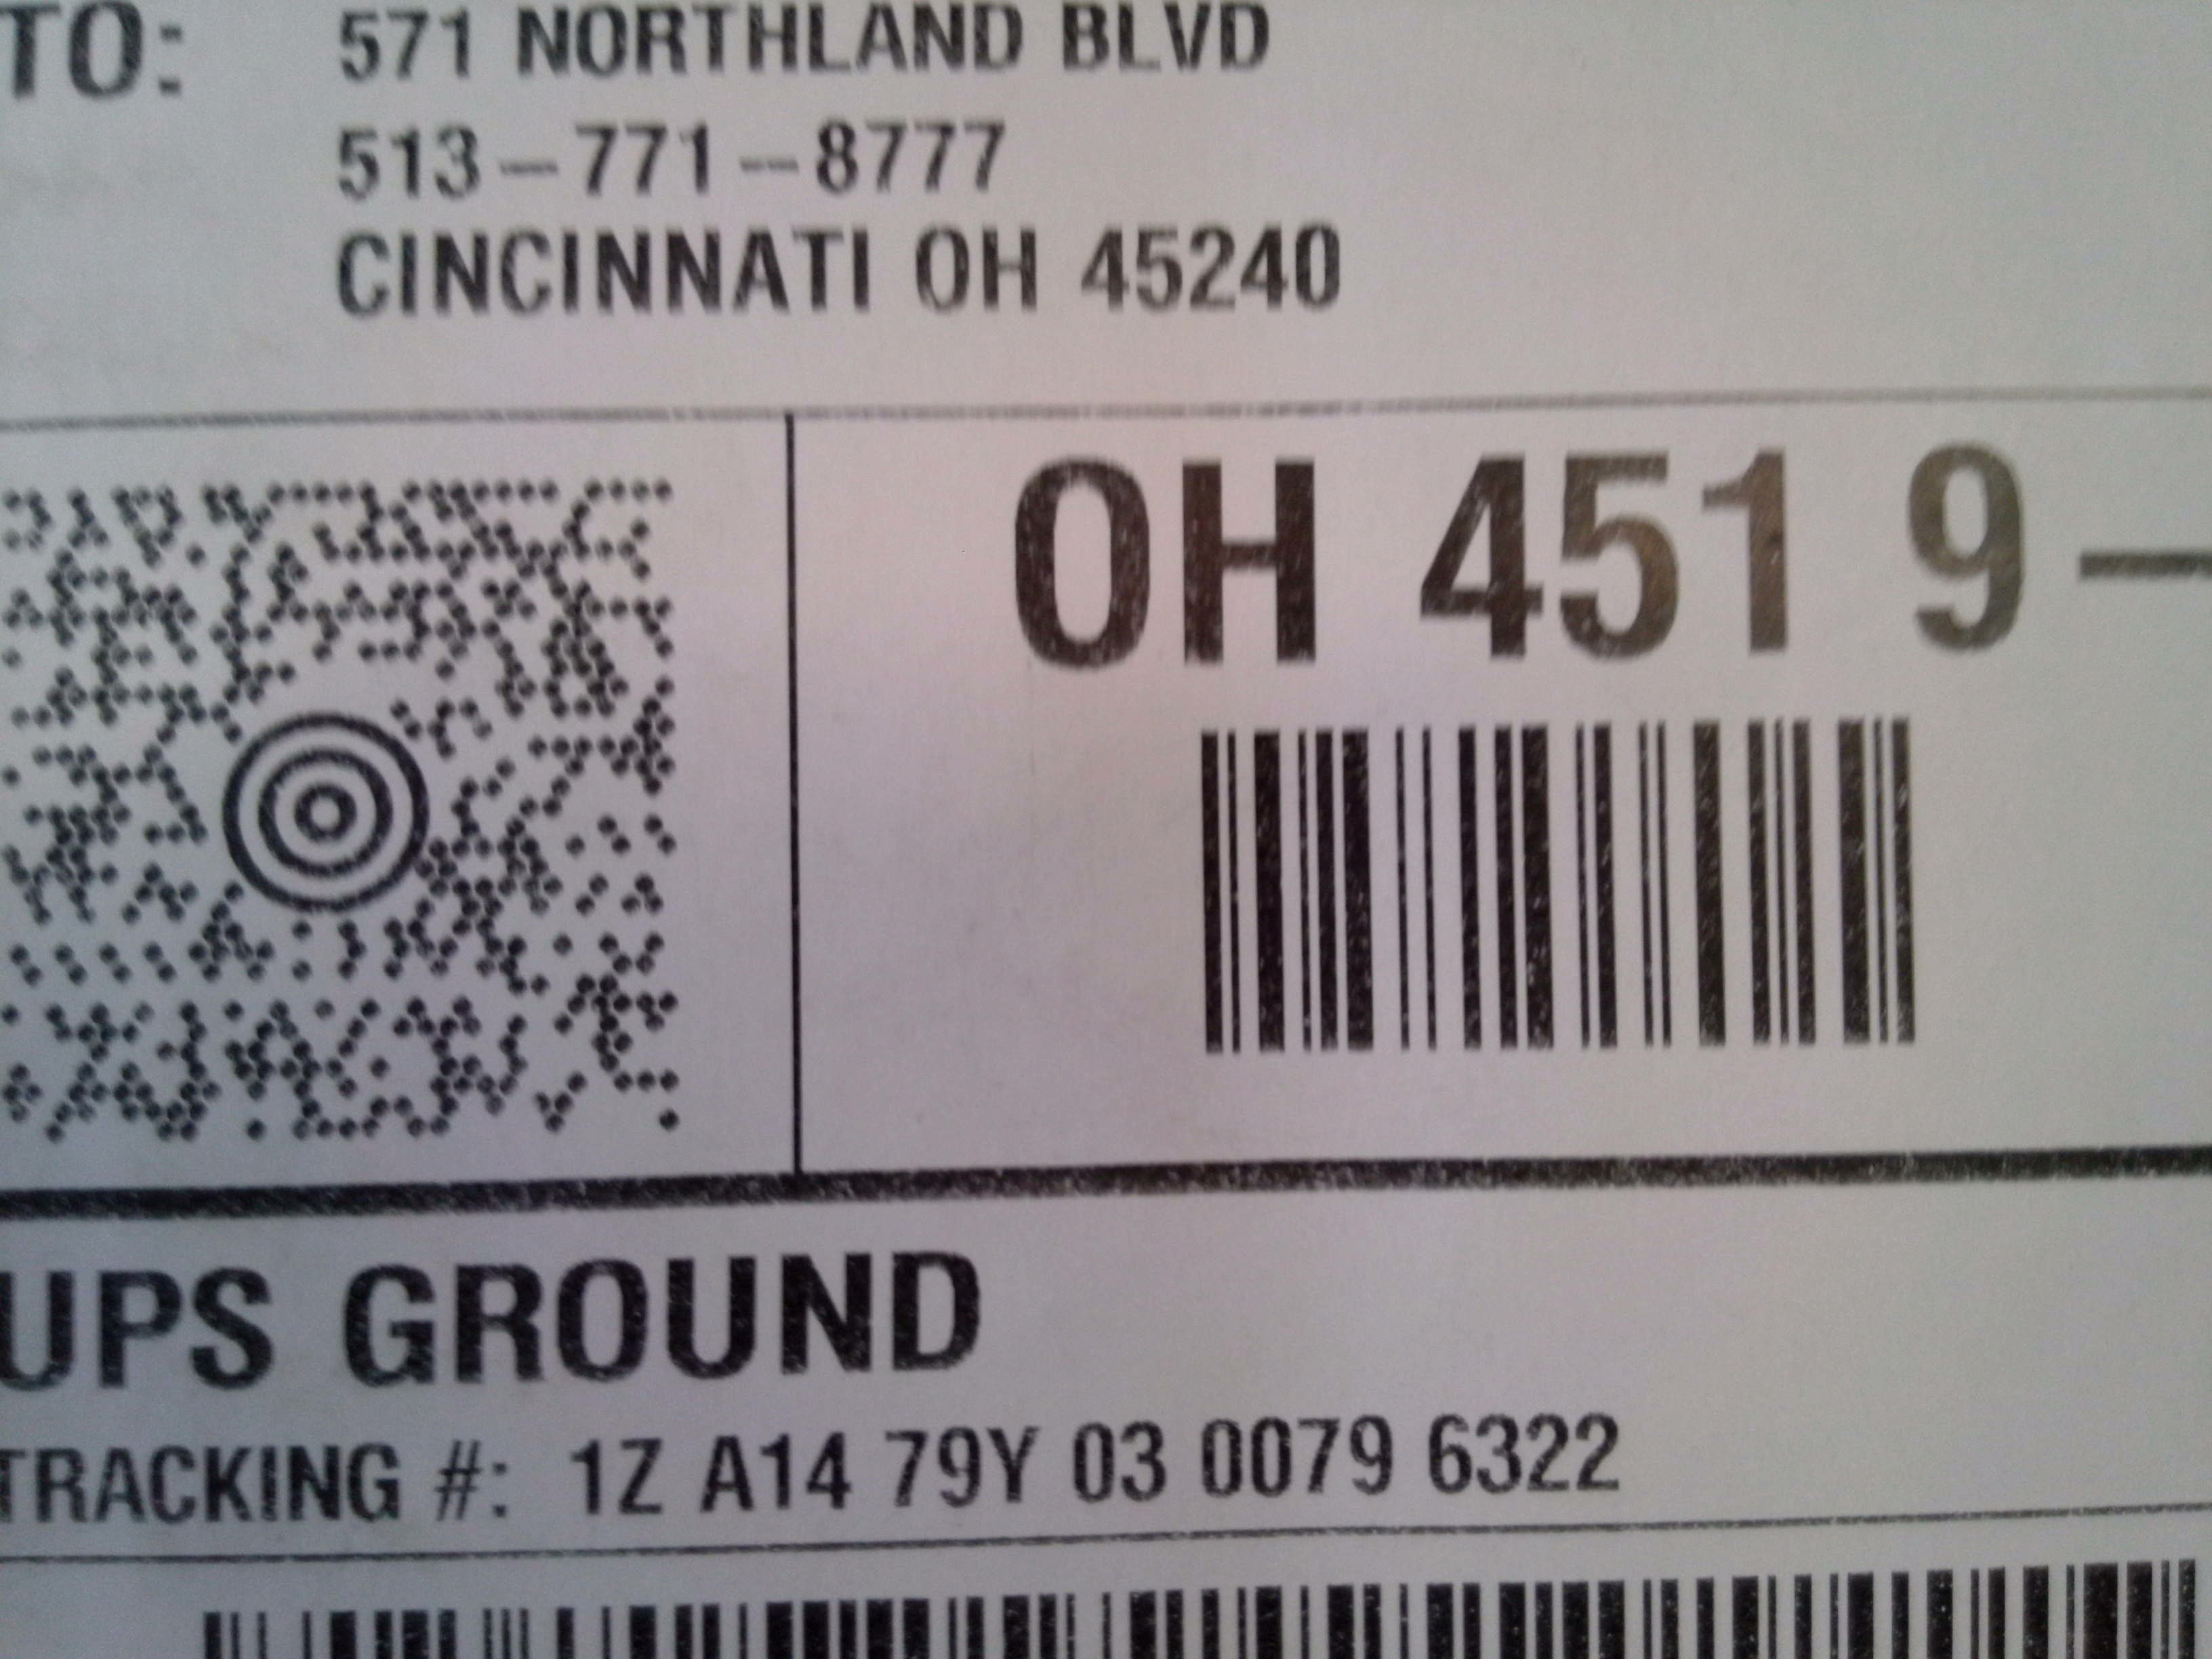 TO: 571 NORTHLAND BLVD
513-771-8777
CINCINNATI OH 45240
OH 451 9-
UPS GROUND
TRACKING #: 1Z A14 79Y 03 0079 6322